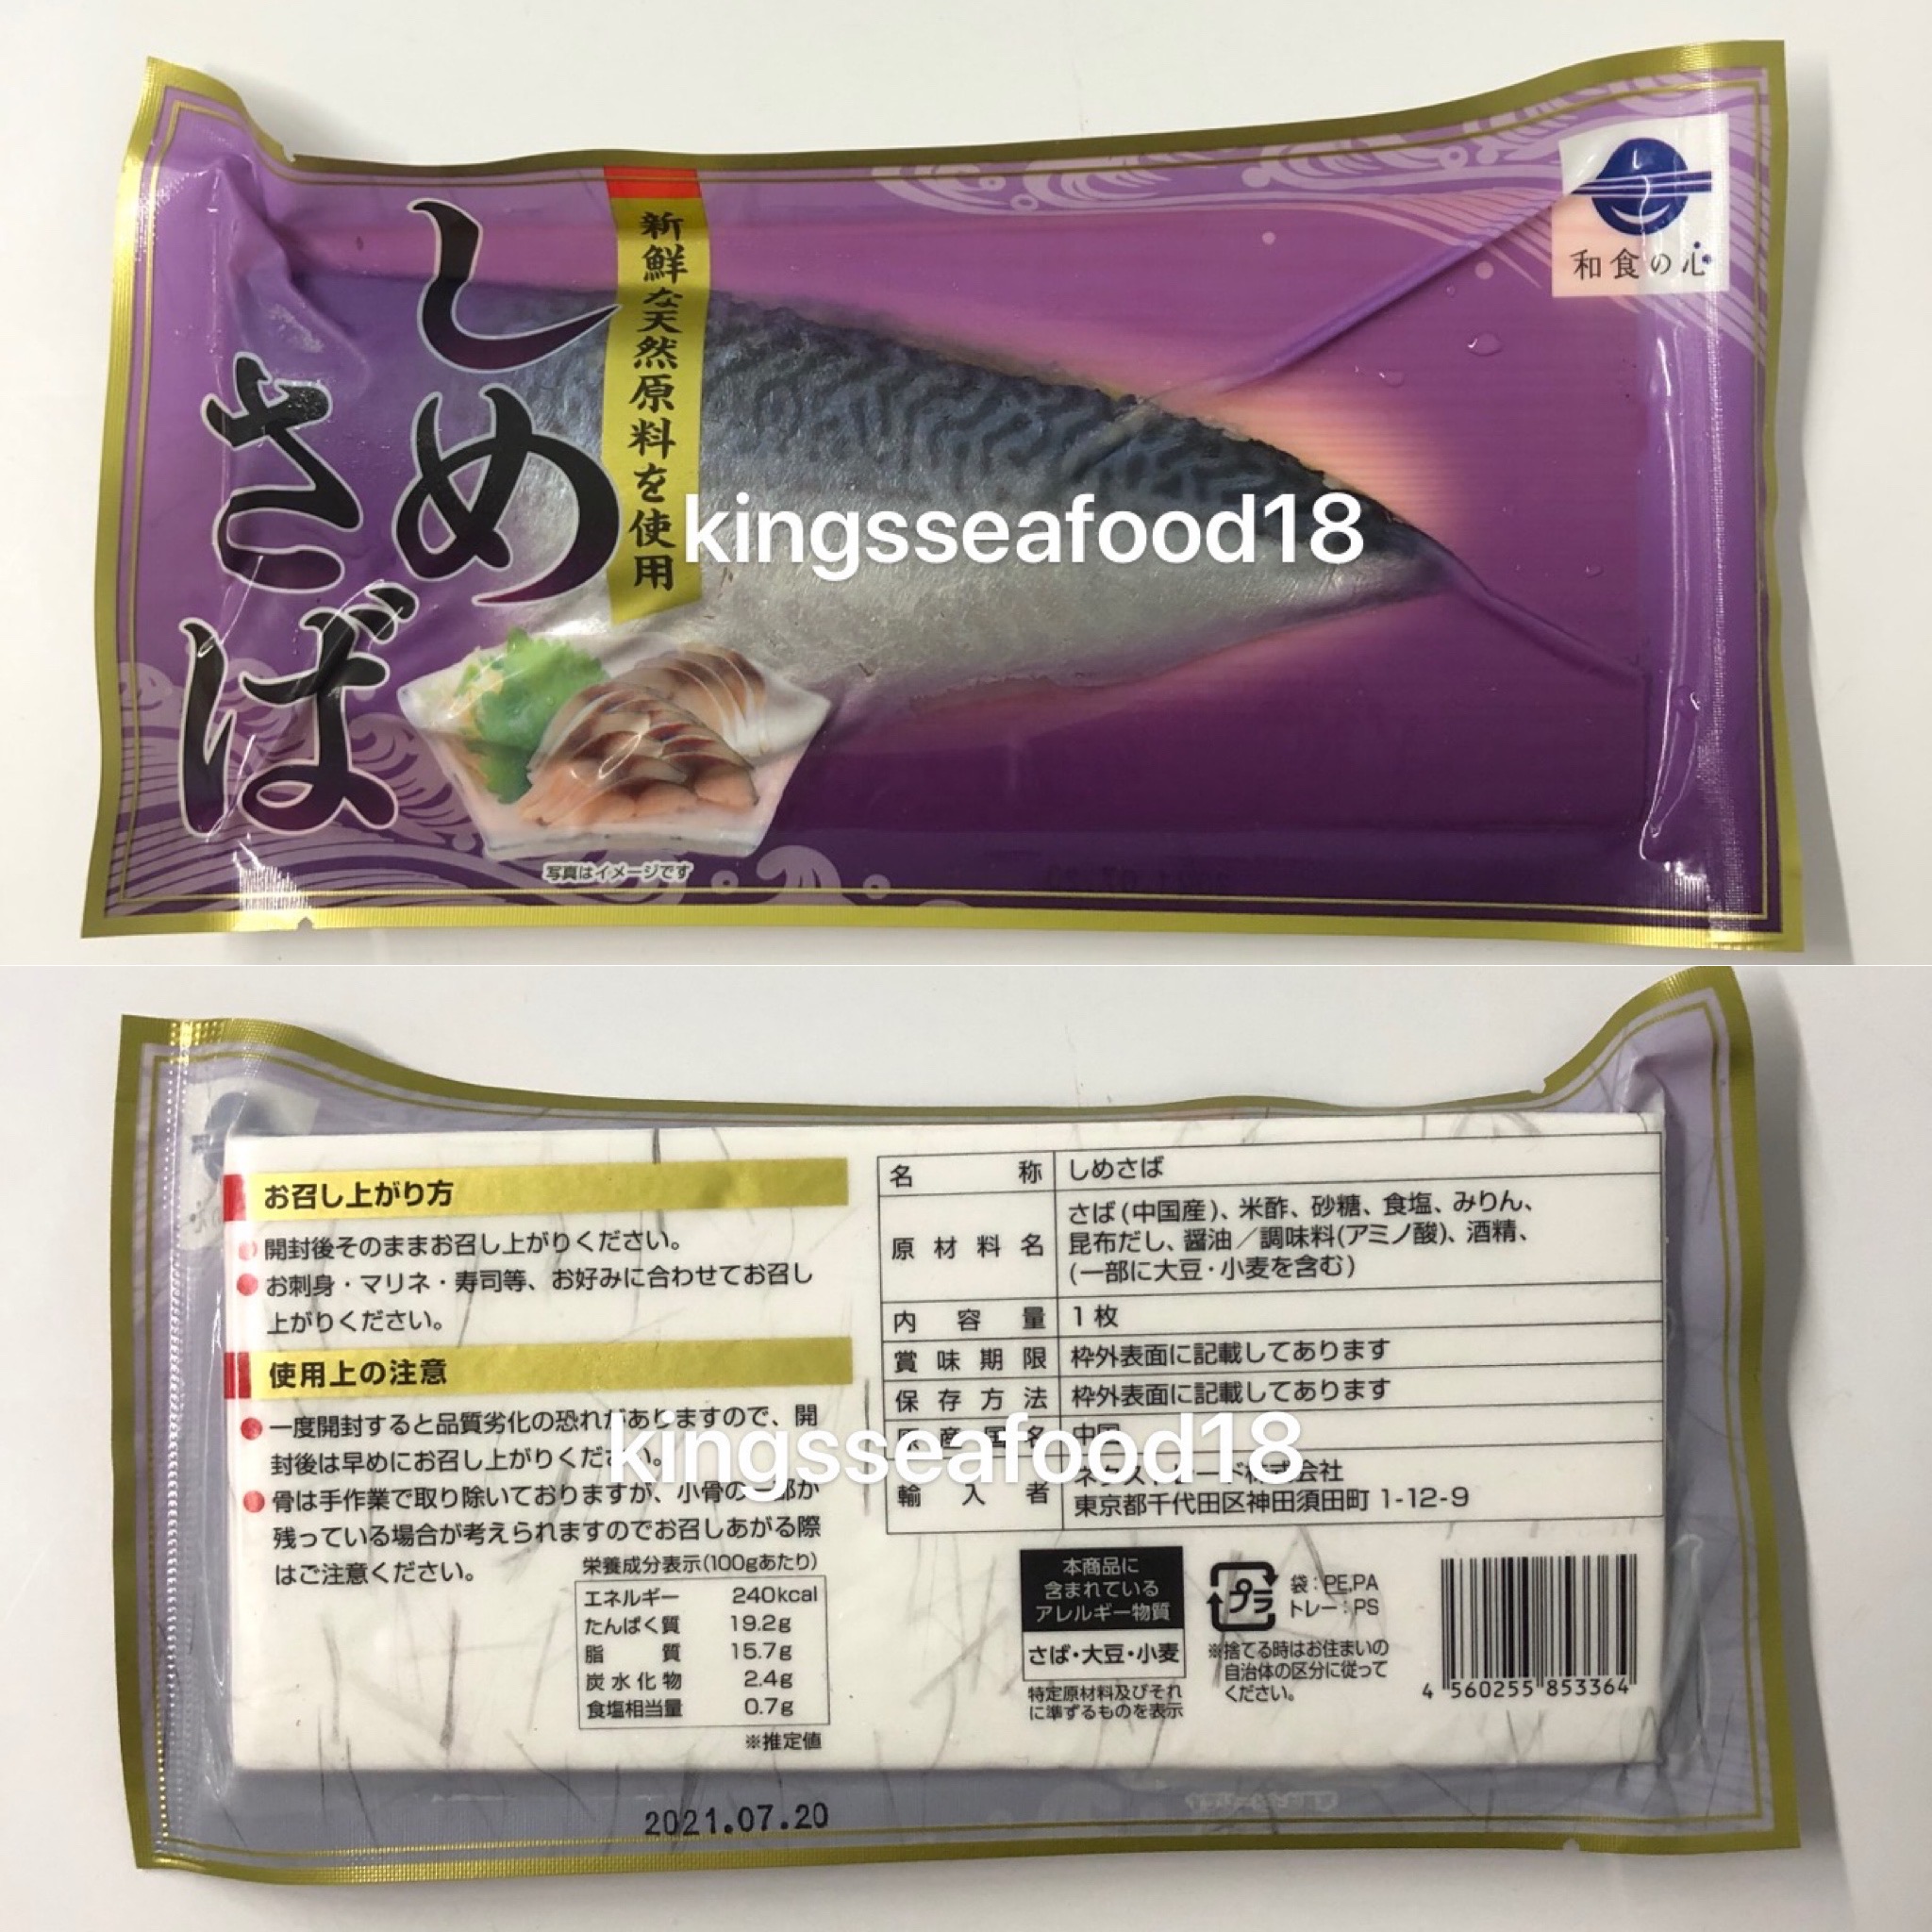 しめ
さば
新鮮な天然原料を使用
和食の心
kingsseafood18
写真はイメージです
お召し上がり方
開封後そのままお召し上がりください。
お刺身・マリネ・寿司等、お好みに合わせてお召し
上がりください。
使用上の注意
一度開封すると品質劣化の恐れがありますので、開
封後は早めにお召し上がりください。
骨は手作業で取り除いておりますが、小骨の一部が
残っている場合が考えられますのでお召しあがる際
はご注意ください。
栄養成分表示(100gあたり)
エネルギー 240kcal
たんぱく質 19.2g
脂質 15.7g
炭水化物 2.4g
食塩相当量 0.7g
※推定値
名称 しめさば
原材料名 さば(中国産)、米酢、砂糖、食塩、みりん、
昆布だし、醤油/調味料(アミノ酸)、酒精、
(一部に大豆・小麦を含む)
内容量 1枚
賞味期限 枠外表面に記載してあります
保存方法 枠外表面に記載してあります
原産国名 中国
kingsseafood18
輸入者 株式会社
東京都千代田区神田須田町 1-12-9
本商品に
含まれている
アレルギー物質
さば・大豆・小麦
特定原材料及びそれ
に準ずるものを表示
プラ
袋:PE,PA
トレー:PS
※捨てる時はお住まいの
自治体の区分に従って
ください。
4 560255 853364
2021.07.20